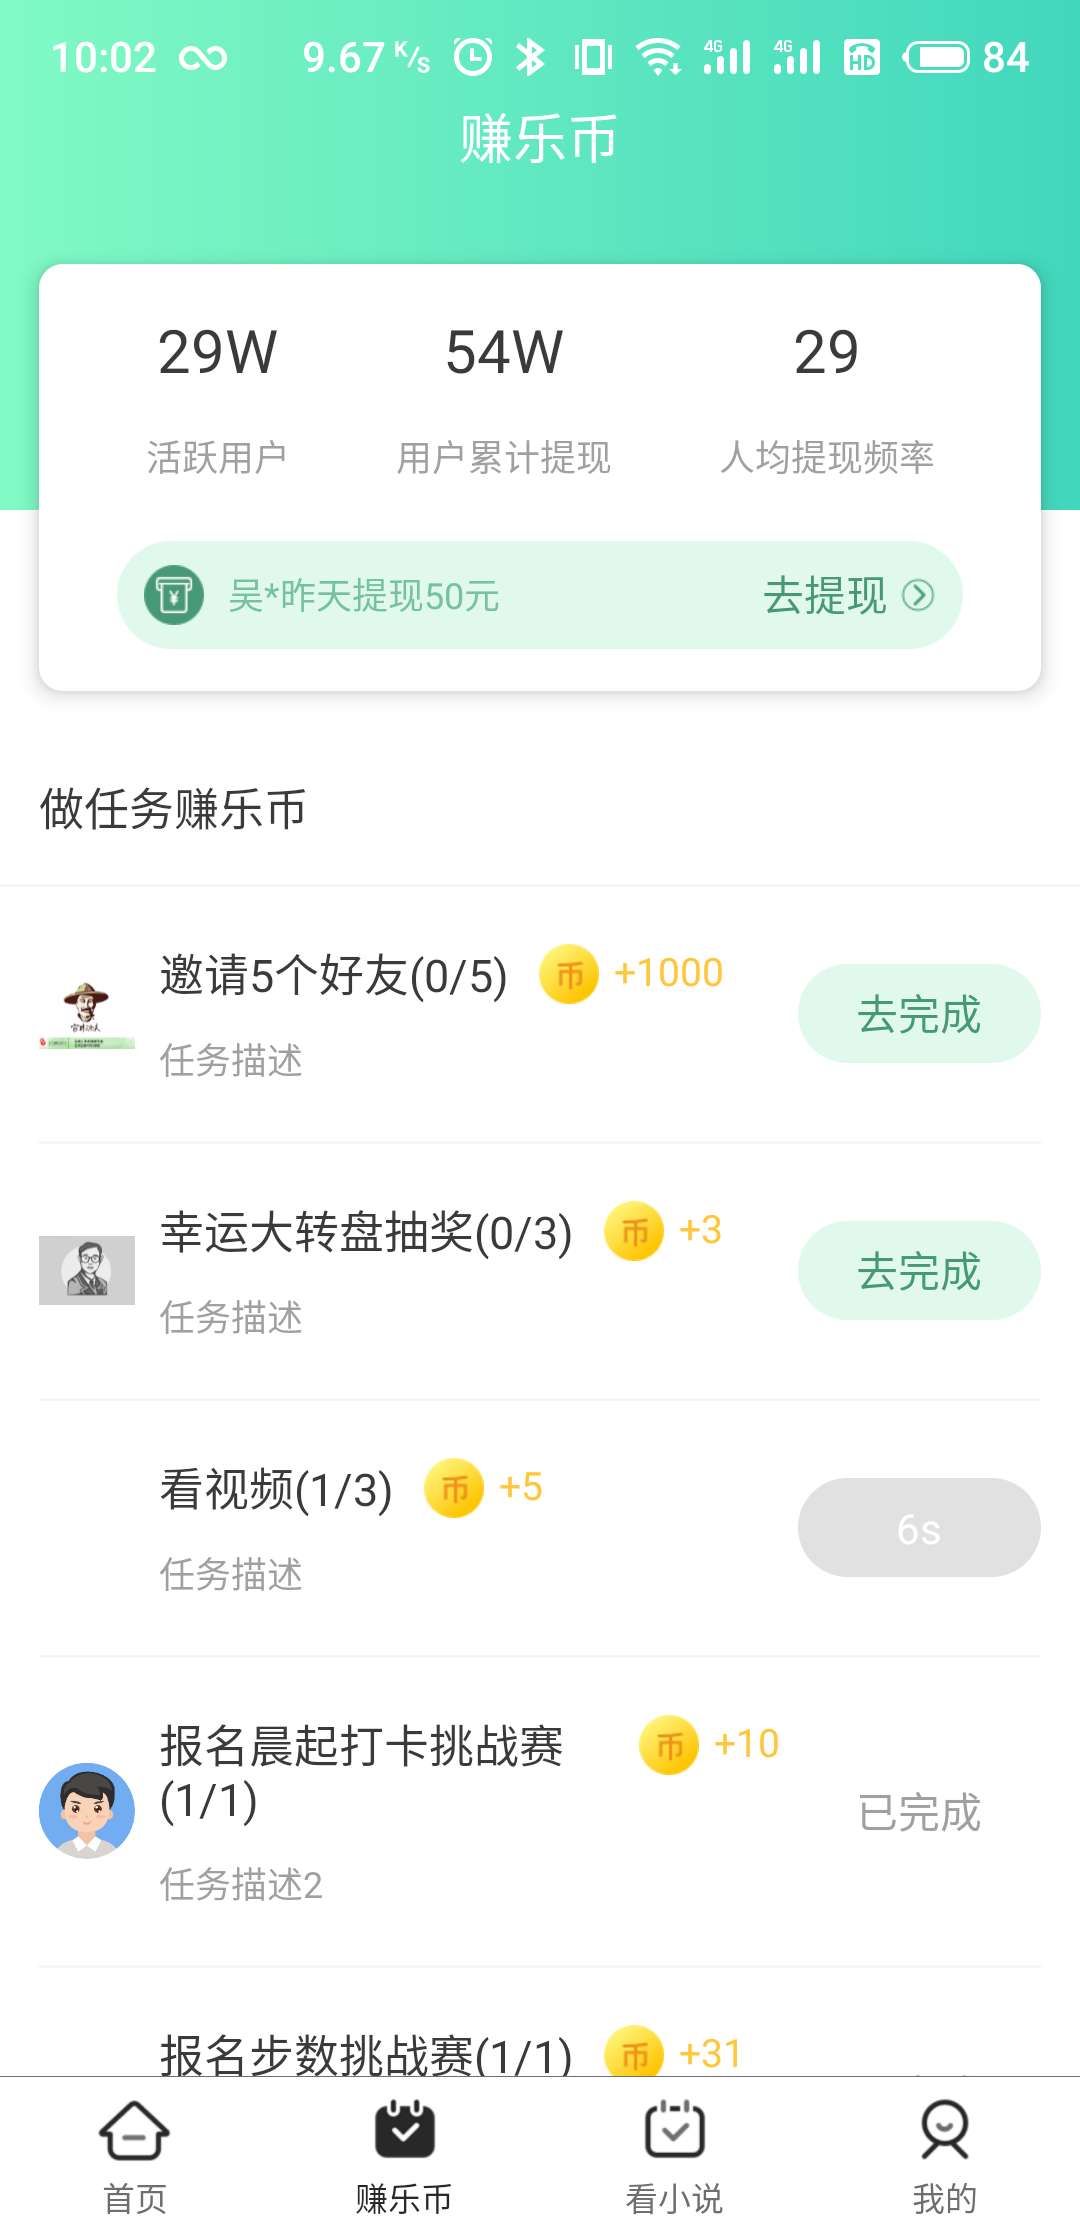 10:02 9.67 K/s 4G 4G HD 84
赚乐币
29W 54W 29
活跃用户 用户累计提现 人均提现频率
吴*昨天提现50元 去提现
做任务赚乐币
邀请5个好友(0/5) 币 +1000
任务描述
去完成
幸运大转盘抽奖(0/3) 币 +3
任务描述
去完成
看视频(1/3) 币 +5
任务描述
6s
报名晨起打卡挑战赛 币 +10
(1/1)
已完成
任务描述2
报名步数挑战赛(1/1) 币 +31
首页 赚乐币 看小说 我的